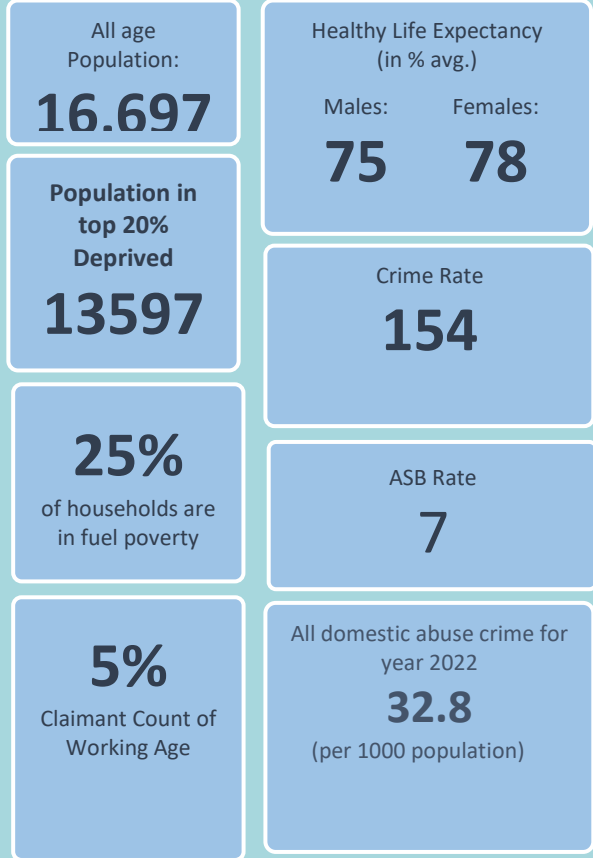 All age
Population:
16.697
Population in
top 20%
Deprived
13597
25%
of households are
in fuel poverty
5%
Claimant Count of
Working Age
Healthy Life Expectancy
(in % avg.)
Males: Females:
75 78
Crime Rate
154
ASB Rate
7
All domestic abuse crime for
year 2022
32.8
(per 1000 population)